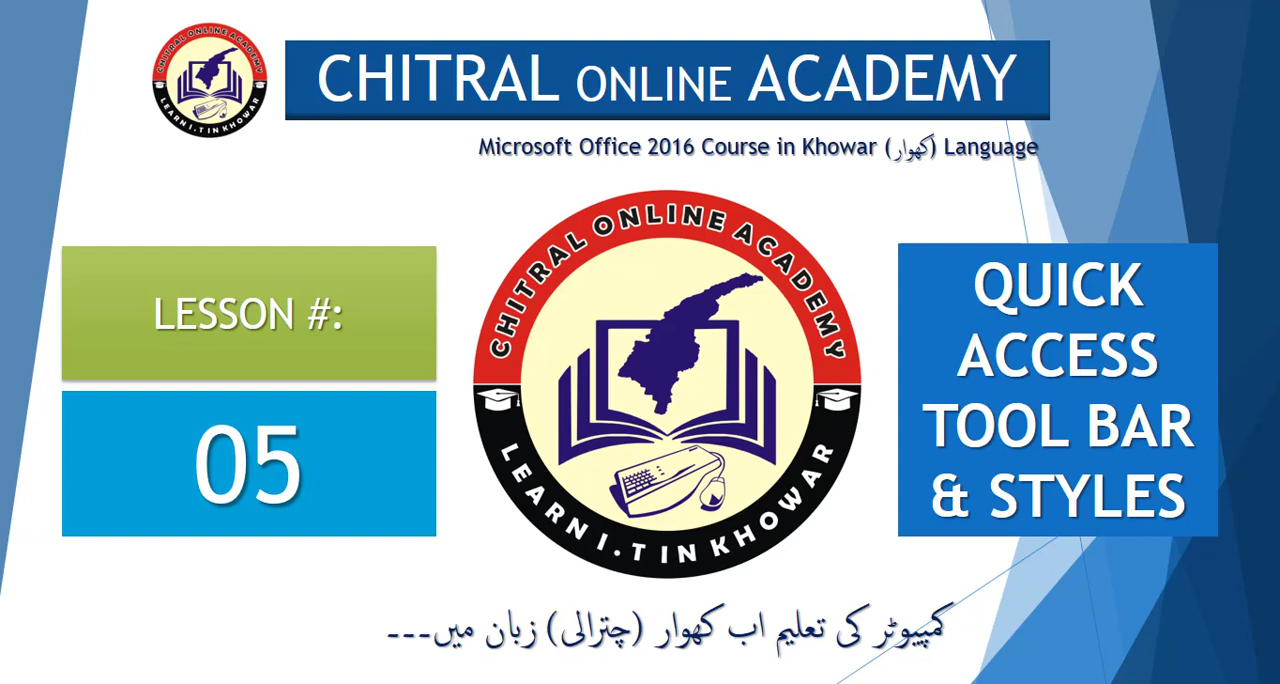 CHITRAL ONLINE ACADEMY
LEARN I.T IN KHOWAR
CHITRAL ONLINE ACADEMY
Microsoft Office 2016 Course in Khowar (کھوار) Language
LESSON #:
05
CHITRAL ONLINE ACADEMY
LEARN I.T IN KHOWAR
QUICK
ACCESS
TOOL BAR
& STYLES
کمپیوٹر کی تعلیم اب کھوار (چترالی) زبان میں۔۔۔